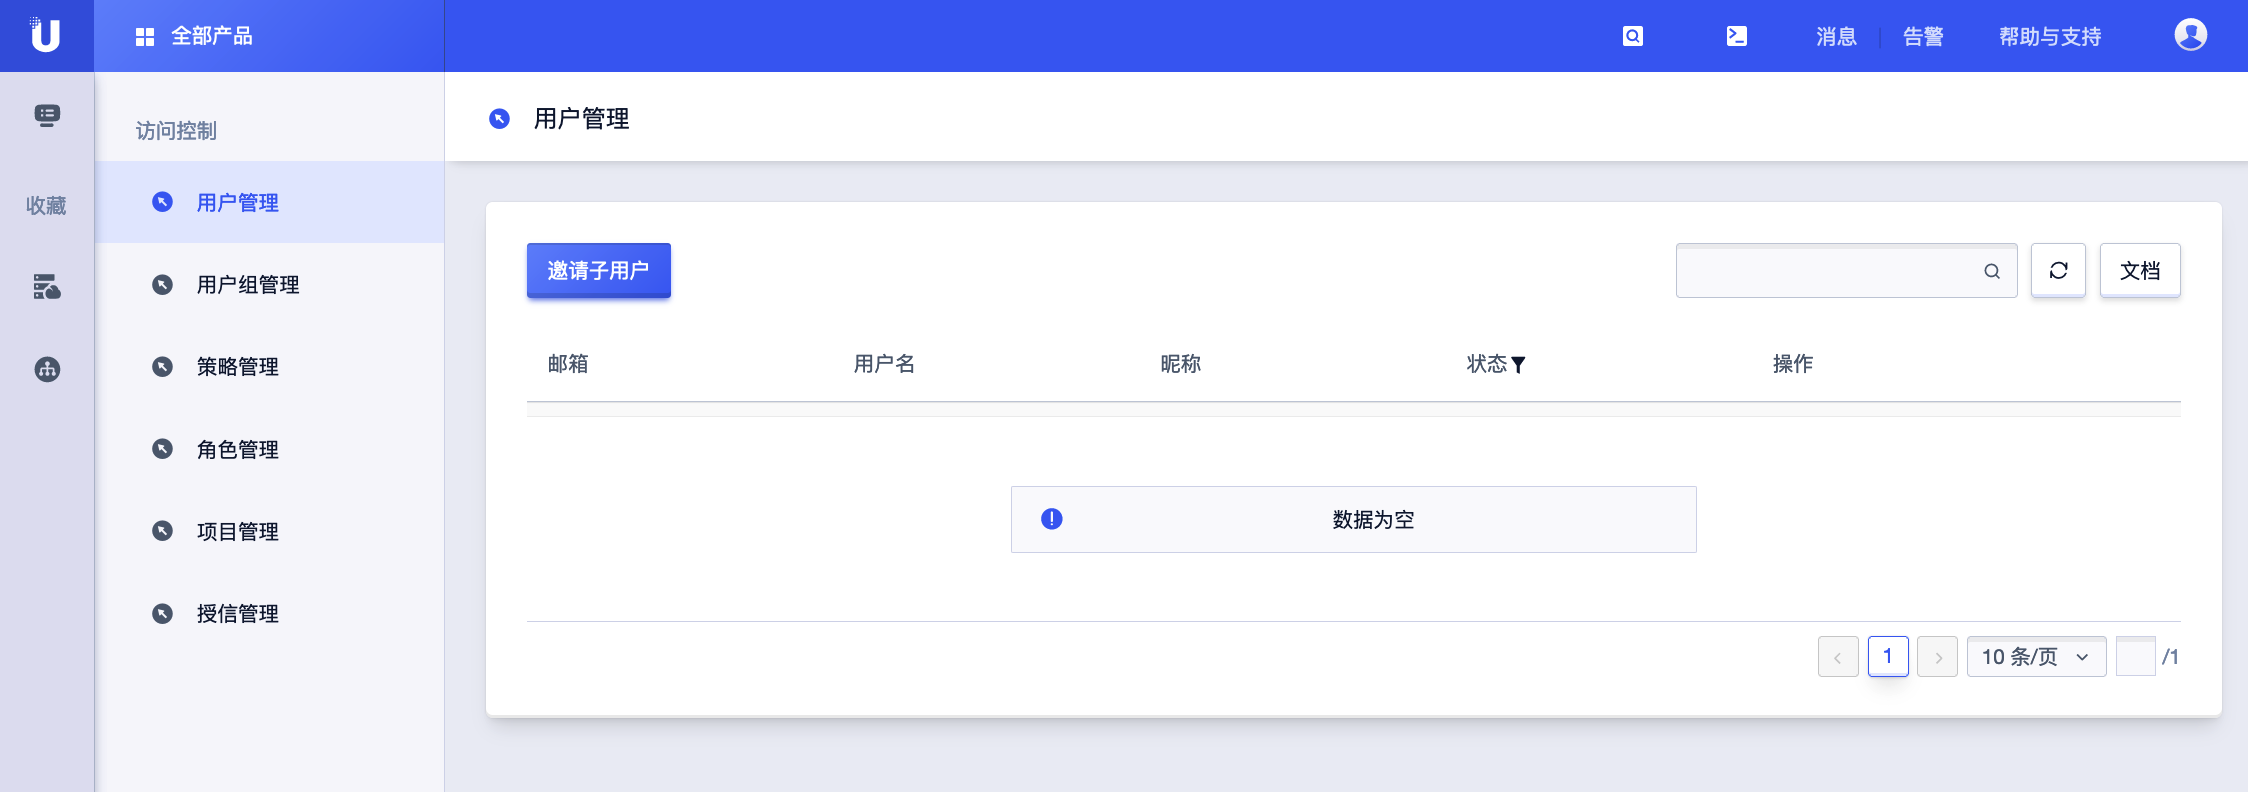 全部产品
消息
告警
帮助与支持
收藏
访问控制
用户管理
用户组管理
策略管理
角色管理
项目管理
授信管理
用户管理
邀请子用户
文档
邮箱 用户名 昵称 状态 操作
数据为空
1 10 条/页 /1